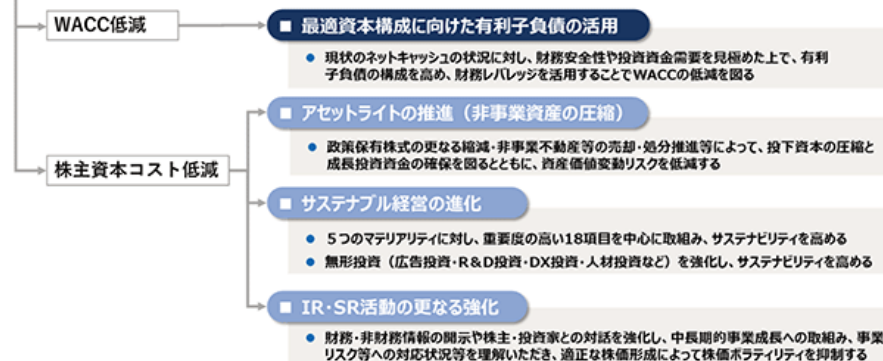 WACC低減
■ 最適資本構成に向けた有利子負債の活用
● 現状のネットキャッシュの状況に対し、財務安全性や投資資金需要を見極めた上で、有利
子負債の構成を高め、財務レバレッジを活用することでWACCの低減を図る
■ アセットライトの推進（非事業資産の圧縮）
● 政策保有株式の更なる縮減・非事業不動産等の売却・処分推進等によって、投下資本の圧縮と
成長投資資金の確保を図るとともに、資産価値変動リスクを低減する
株主資本コスト低減
■ サステナブル経営の進化
● ５つのマテリアリティに対し、重要度の高い18項目を中心に取組み、サステナビリティを高める
● 無形投資（広告投資・R＆D投資・DX投資・人材投資など）を強化し、サステナビリティを高める
■ IR・SR活動の更なる強化
● 財務・非財務情報の開示や株主・投資家との対話を強化し、中長期的事業成長への取組み、事業
リスク等への対応状況等を理解いただき、適正な株価形成によって株価ボラティリティを抑制する